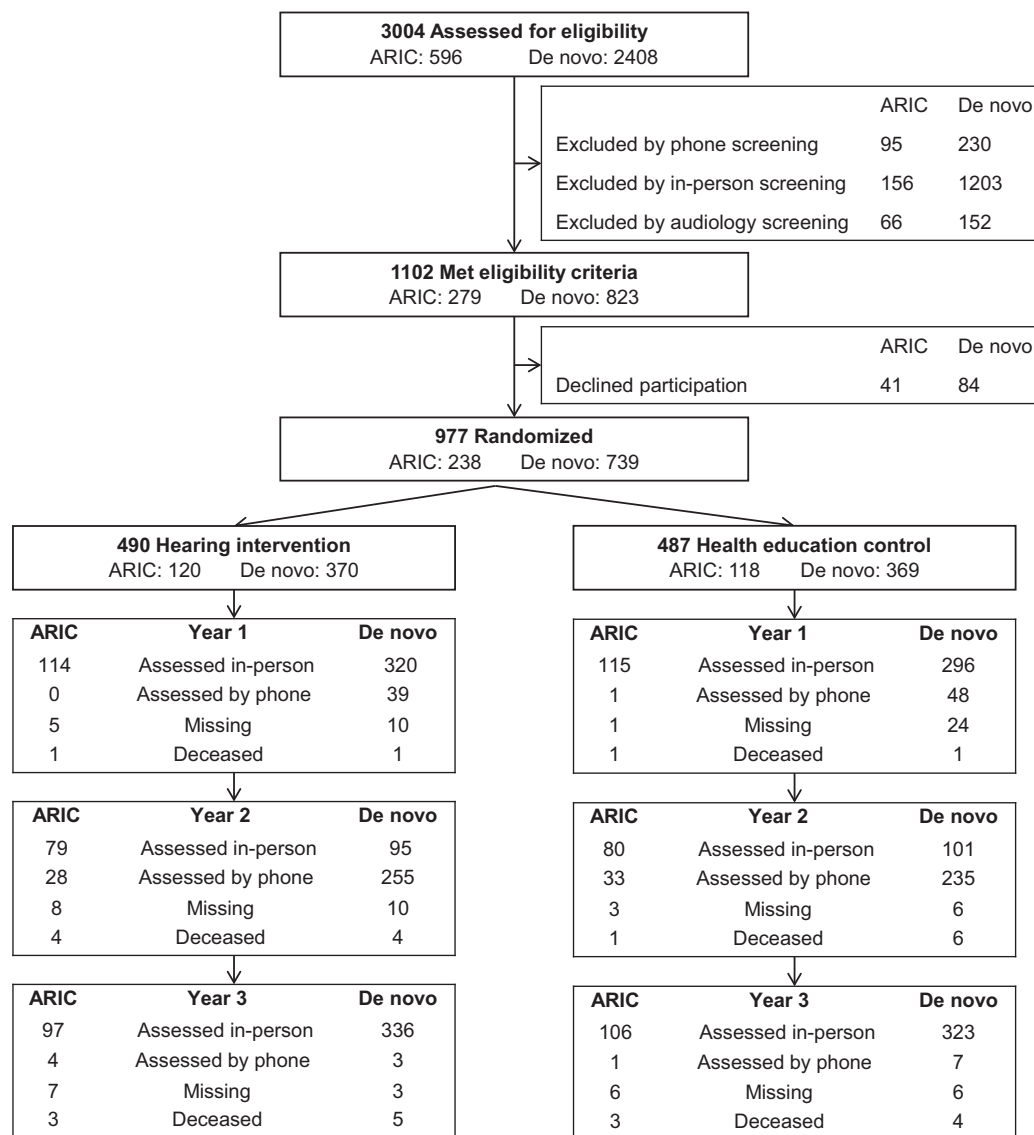 3004 Assessed for eligibility
ARIC: 596 De novo: 2408
ARIC De novo
Excluded by phone screening 95 230
Excluded by in-person screening 156 1203
Excluded by audiology screening 66 152
1102 Met eligibility criteria
ARIC: 279 De novo: 823
ARIC De novo
Declined participation 41 84
977 Randomized
ARIC: 238 De novo: 739
490 Hearing intervention
ARIC: 120 De novo: 370
ARIC Year 1 De novo
114 Assessed in-person 320
0 Assessed by phone 39
5 Missing 10
1 Deceased 1
ARIC Year 2 De novo
79 Assessed in-person 95
28 Assessed by phone 255
8 Missing 10
4 Deceased 4
ARIC Year 3 De novo
97 Assessed in-person 336
4 Assessed by phone 3
7 Missing 3
3 Deceased 5
487 Health education control
ARIC: 118 De novo: 369
ARIC Year 1 De novo
115 Assessed in-person 296
1 Assessed by phone 48
1 Missing 24
1 Deceased 1
ARIC Year 2 De novo
80 Assessed in-person 101
33 Assessed by phone 235
3 Missing 6
1 Deceased 6
ARIC Year 3 De novo
106 Assessed in-person 323
1 Assessed by phone 7
6 Missing 6
3 Deceased 4